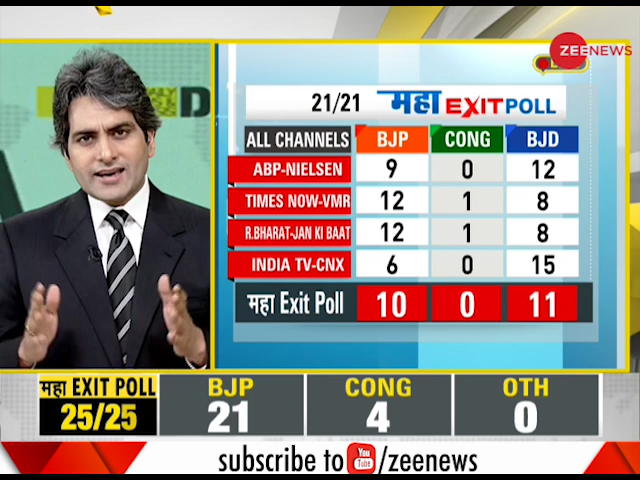 ZEENEWS
21/21 महा EXIT POLL
ALL CHANNELS BJP CONG BJD
ABP-NIELSEN 9 0 12
TIMES NOW-VMR 12 1 8
R.BHARAT-JAN KI BAAT 12 1 8
INDIA TV-CNX 6 0 15
महा Exit Poll 10 0 11
महा EXIT POLL BJP CONG OTH
25/25 21 4 0
subscribe to You Tube /zeenews